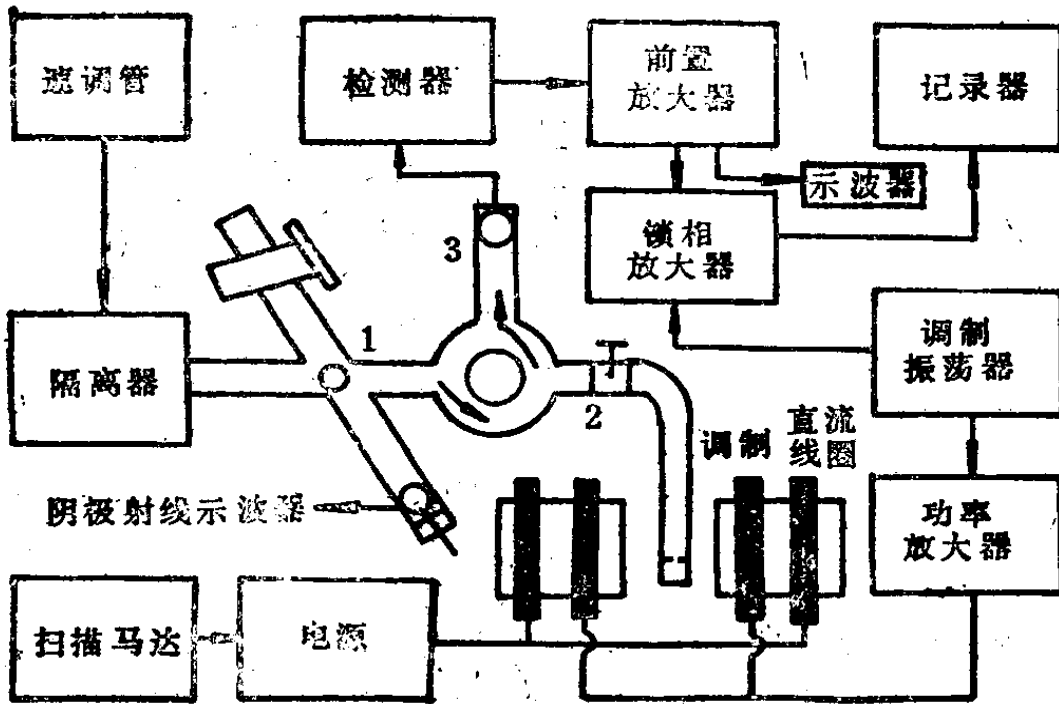 速调管
检测器
前置
放大器
记录器
示波器
锁相
放大器
3
1
隔离器
2
调制
振荡器
调制
直流
线圈
阴极射线示波器
功率
放大器
扫描马达
电源